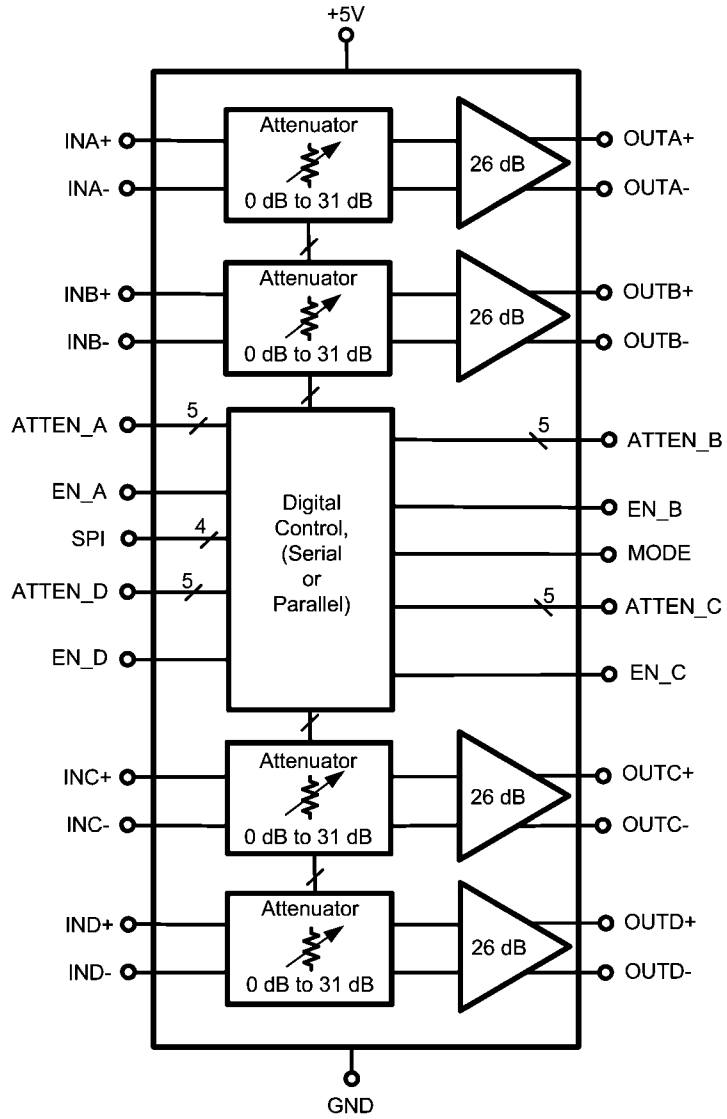 +5V
INA+
Attenuator
26 dB
OUTA+
INA-
0 dB to 31 dB
OUTA-
INB+
Attenuator
26 dB
OUTB+
INB-
0 dB to 31 dB
OUTB-
ATTEN_A
5
5
ATTEN_B
EN_A
Digital
Control,
(Serial
or
Parallel)
EN_B
SPI
4
MODE
ATTEN_D
5
5
ATTEN_C
EN_D
EN_C
INC+
Attenuator
26 dB
OUTC+
INC-
0 dB to 31 dB
OUTC-
IND+
Attenuator
26 dB
OUTD+
IND-
0 dB to 31 dB
OUTD-
GND